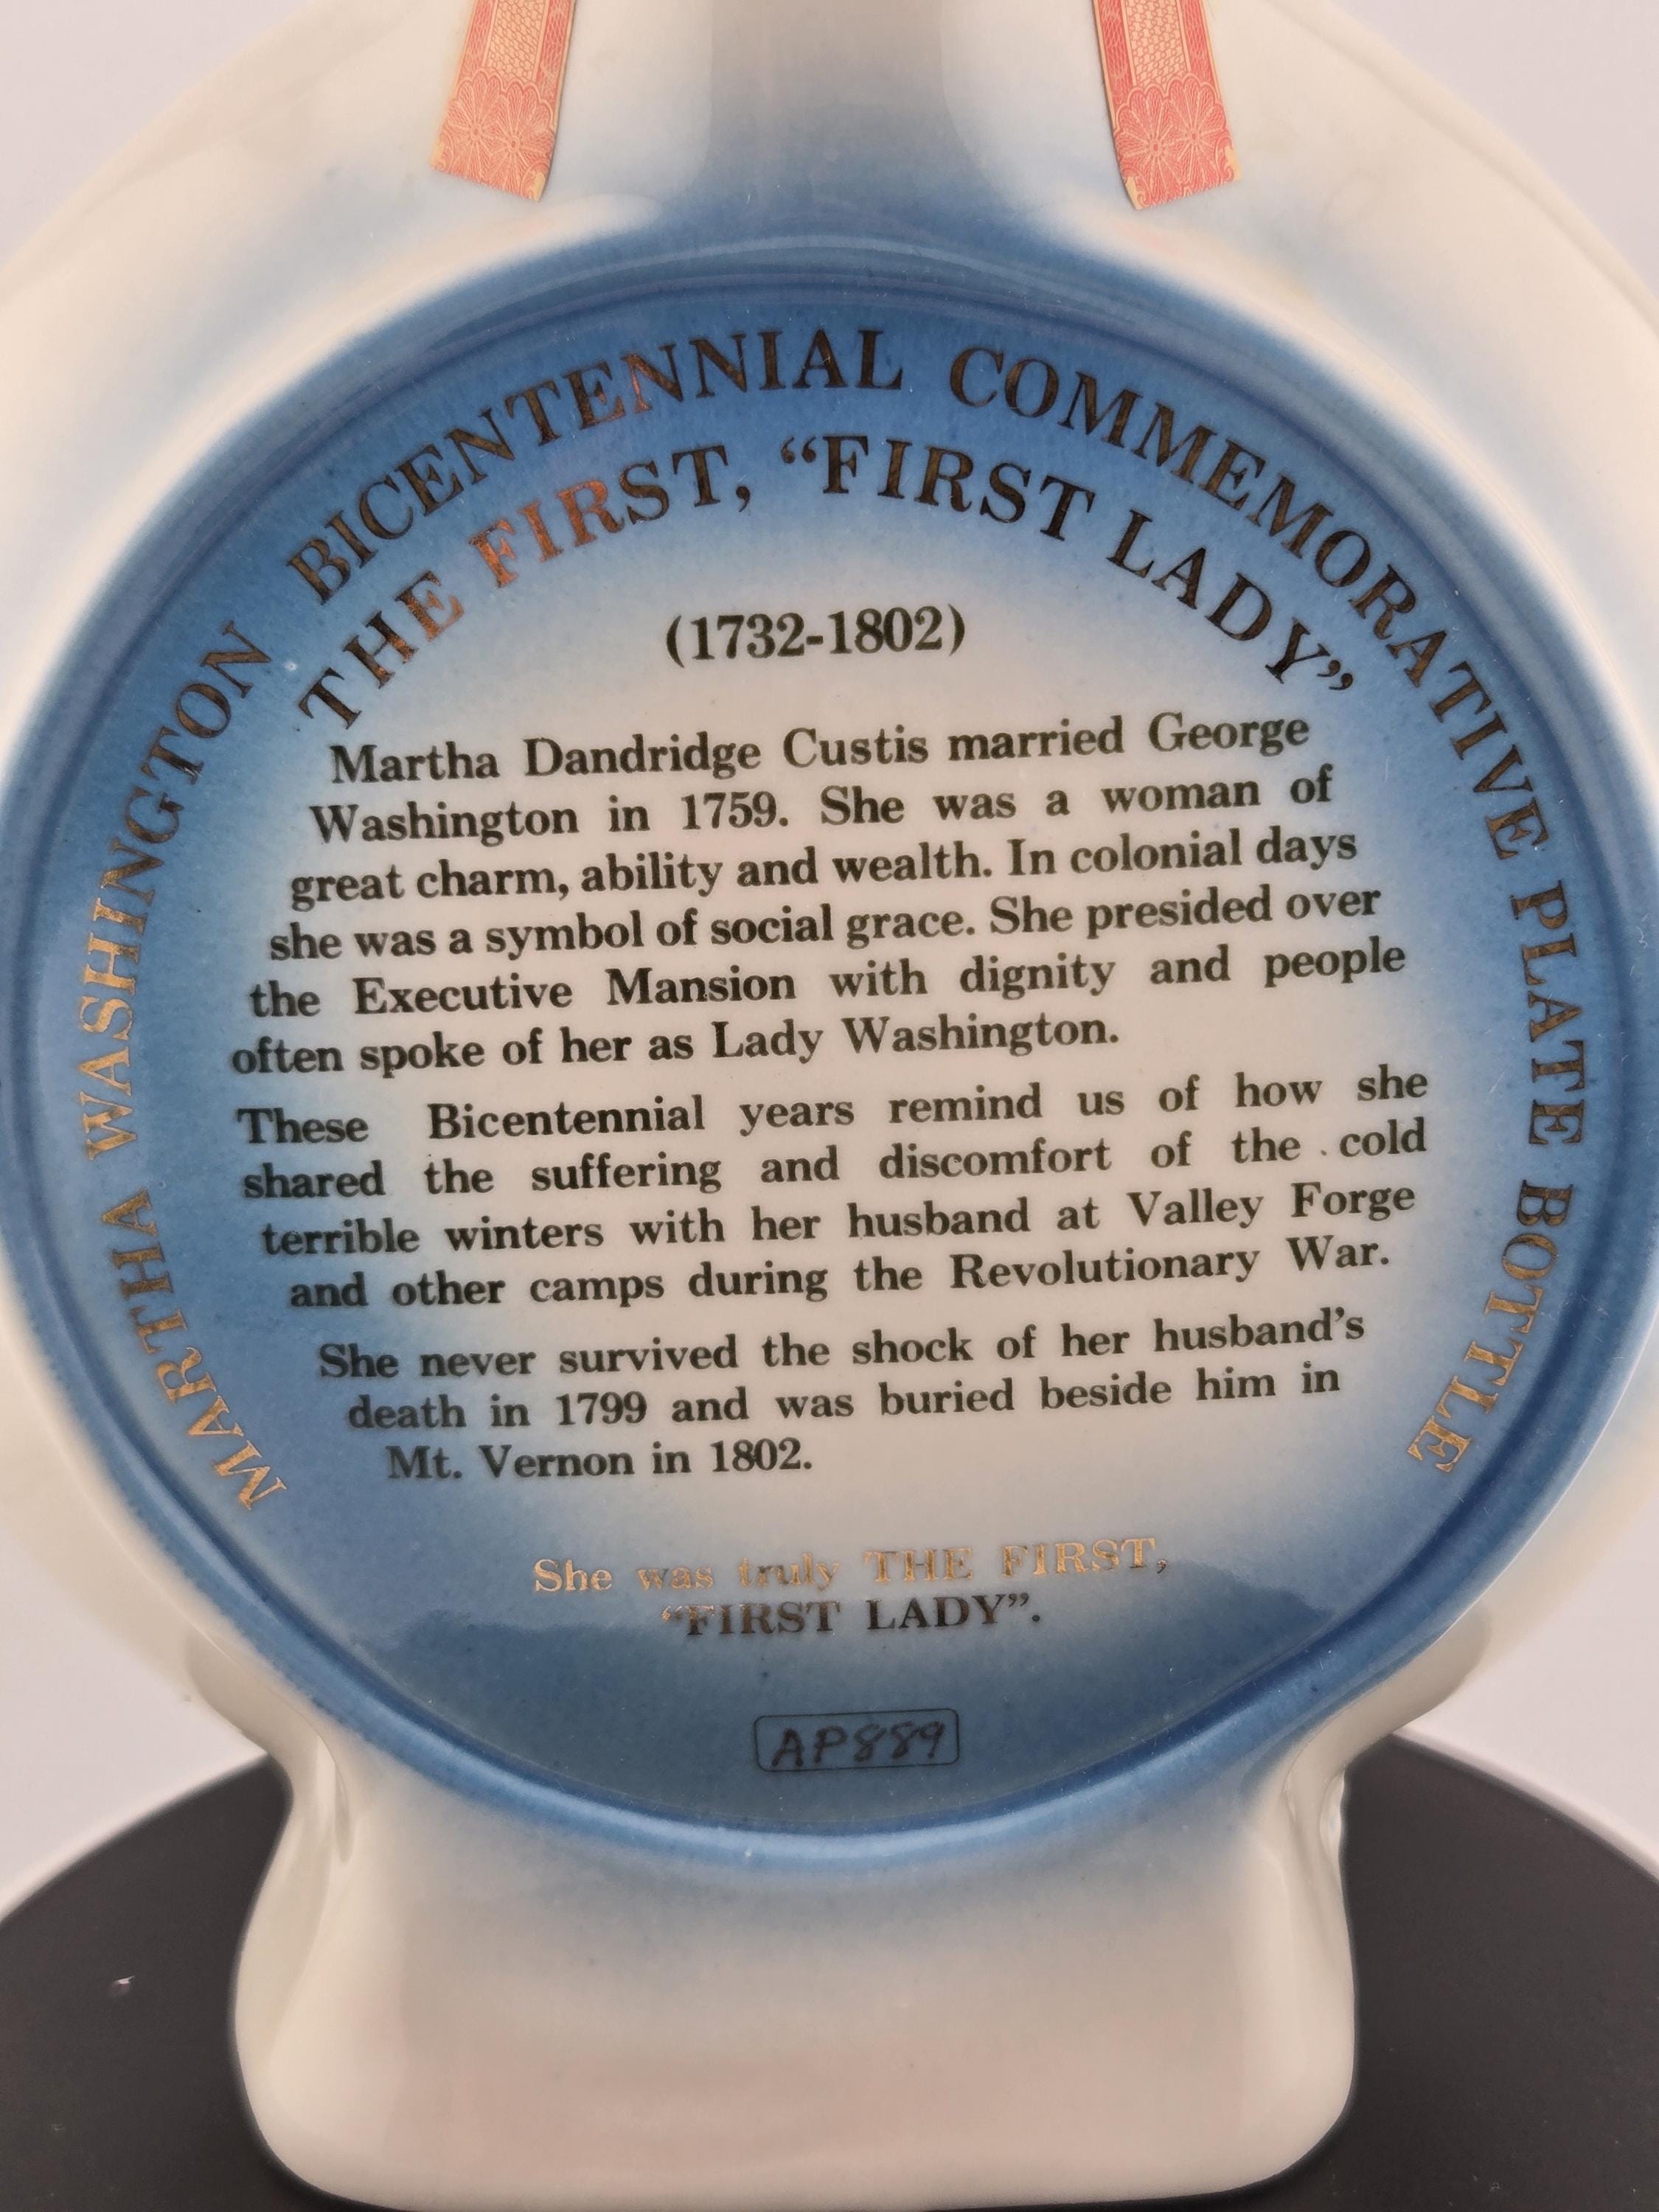 MARTHA WASHINGTON BICENTENNIAL COMMEMORATIVE PLATE BOTTLE
THE FIRST, “FIRST LADY”
(1732-1802)
Martha Dandridge Custis married George
Washington in 1759. She was a woman of
great charm, ability and wealth. In colonial days
she was a symbol of social grace. She presided over
the Executive Mansion with dignity and people
often spoke of her as Lady Washington.
These Bicentennial years remind us of how she
shared the suffering and discomfort of the cold
terrible winters with her husband at Valley Forge
and other camps during the Revolutionary War.
She never survived the shock of her husband’s
death in 1799 and was buried beside him in
Mt. Vernon in 1802.
She was truly THE FIRST,
“FIRST LADY”.
AP889